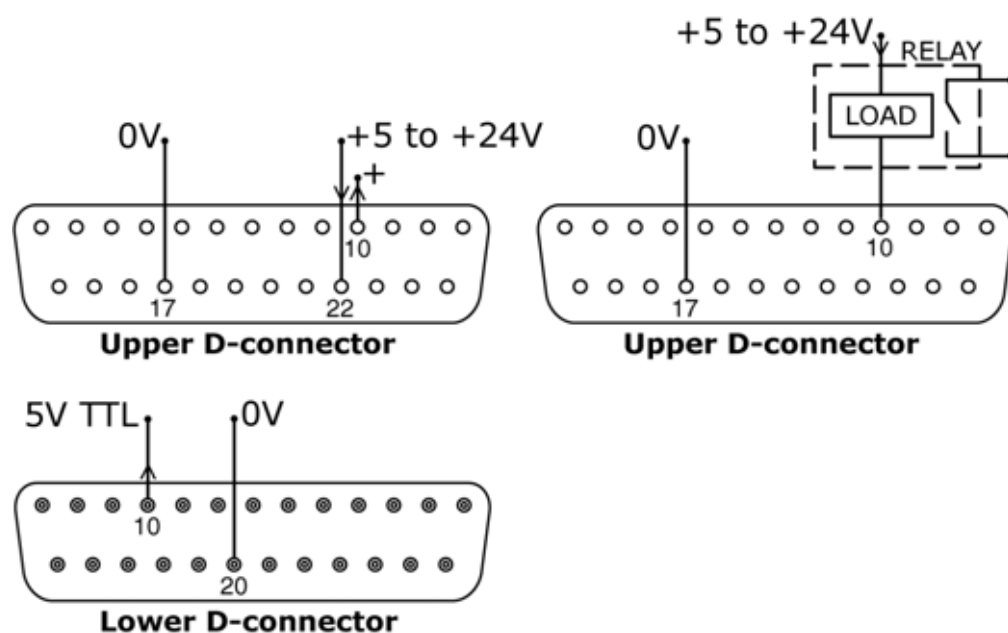 +5 to +24V
RELAY
LOAD
0V
+5 to +24V
+
10
17
22
Upper D-connector
0V
10
17
Upper D-connector
5V TTL
0V
10
20
Lower D-connector